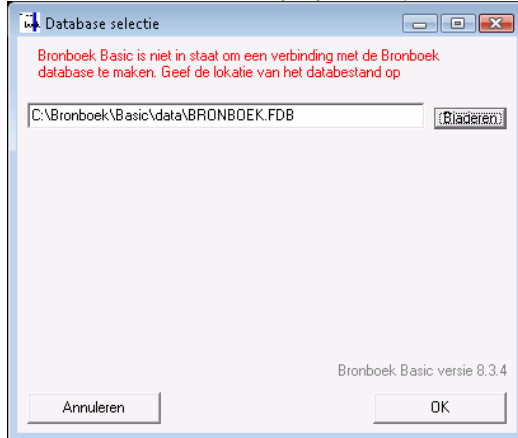 Database selectie
Bronboek Basic is niet in staat om een verbinding met de Bronboek
database te maken. Geef de lokatie van het databestand op
C:\Bronboek\Basic\data\BRONBOEK.FDB
Bladeren
Bronboek Basic versie 8.3.4
Annuleren
OK